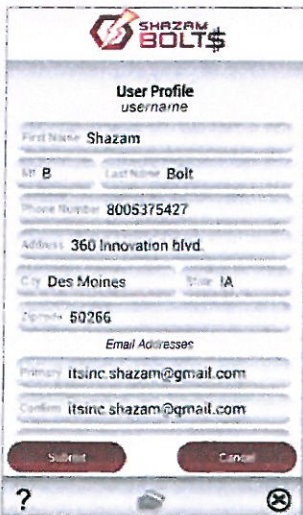 SHAZAM
BOLT$
User Profile
username
First Name Shazam
MI B Last Name Bolt
Phone Number 8005375427
Address 360 Innovation blvd.
City Des Moines State IA
Zipcode 50266
Email Addresses
Primary itsinc.shazam@gmail.com
Confirm itsinc.shazam@gmail.com
Submit Cancel
?